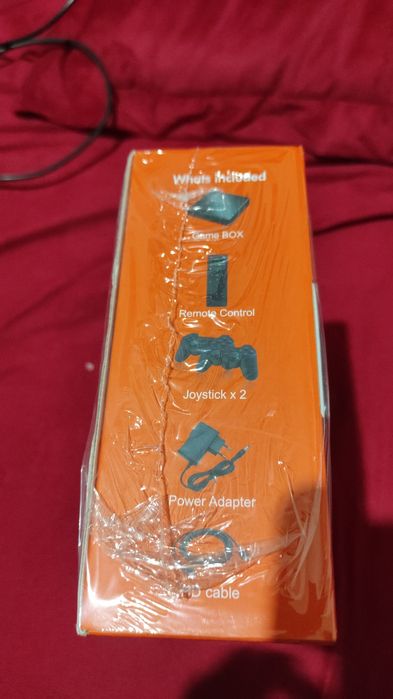 Whats included
Game BOX
Remote Control
Joystick x 2
Power Adapter
cable